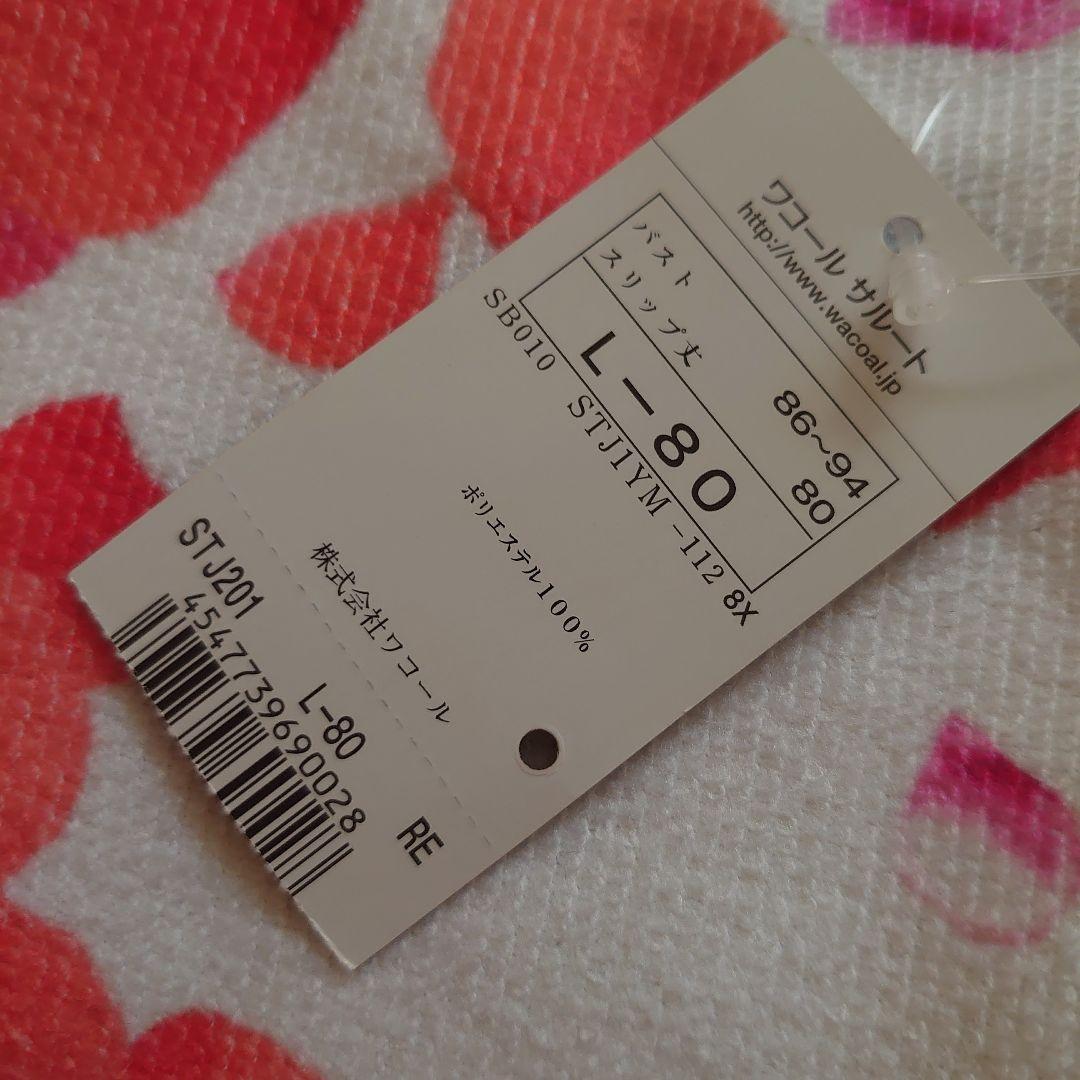 ワコール サルート
http://www.wacoal.jp
バスト 86~94
スリップ丈 80
L-80
SB010 STJ1YM-112 8X
ポリエステル100%
株式会社ワコール
STJ201 L-80 RE
4547739690028